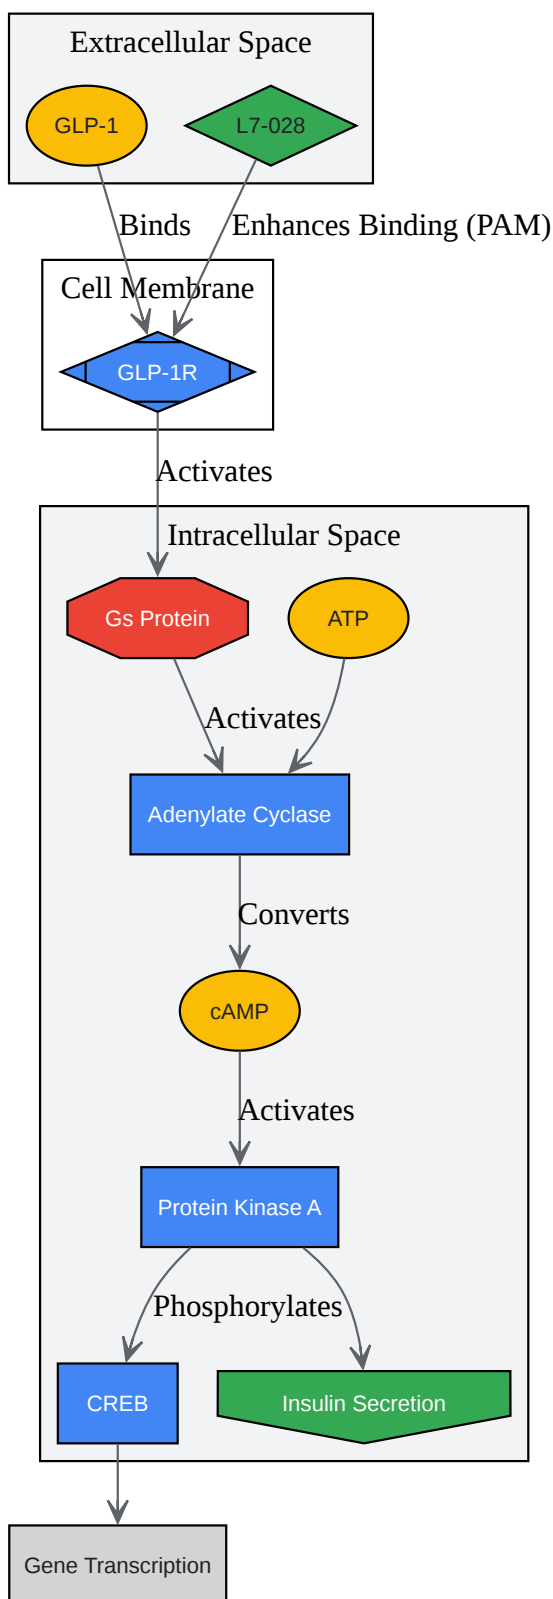 Extracellular Space
GLP-1
L7-028
Binds
Enhances Binding (PAM)
Cell Membrane
GLP-1R
Activates
Intracellular Space
Gs Protein
ATP
Activates
Adenylate Cyclase
Converts
cAMP
Activates
Protein Kinase A
Phosphorylates
CREB
Insulin Secretion
Gene Transcription